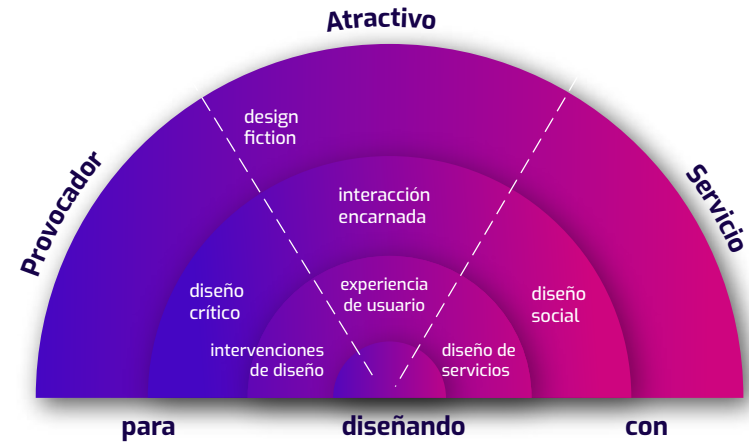 Atractivo
Provocador
Servicio
design
fiction
interacción
encarnada
diseño
crítico
experiencia
de usuario
diseño
social
intervenciones
de diseño
diseño de
servicios
para
diseñando
con